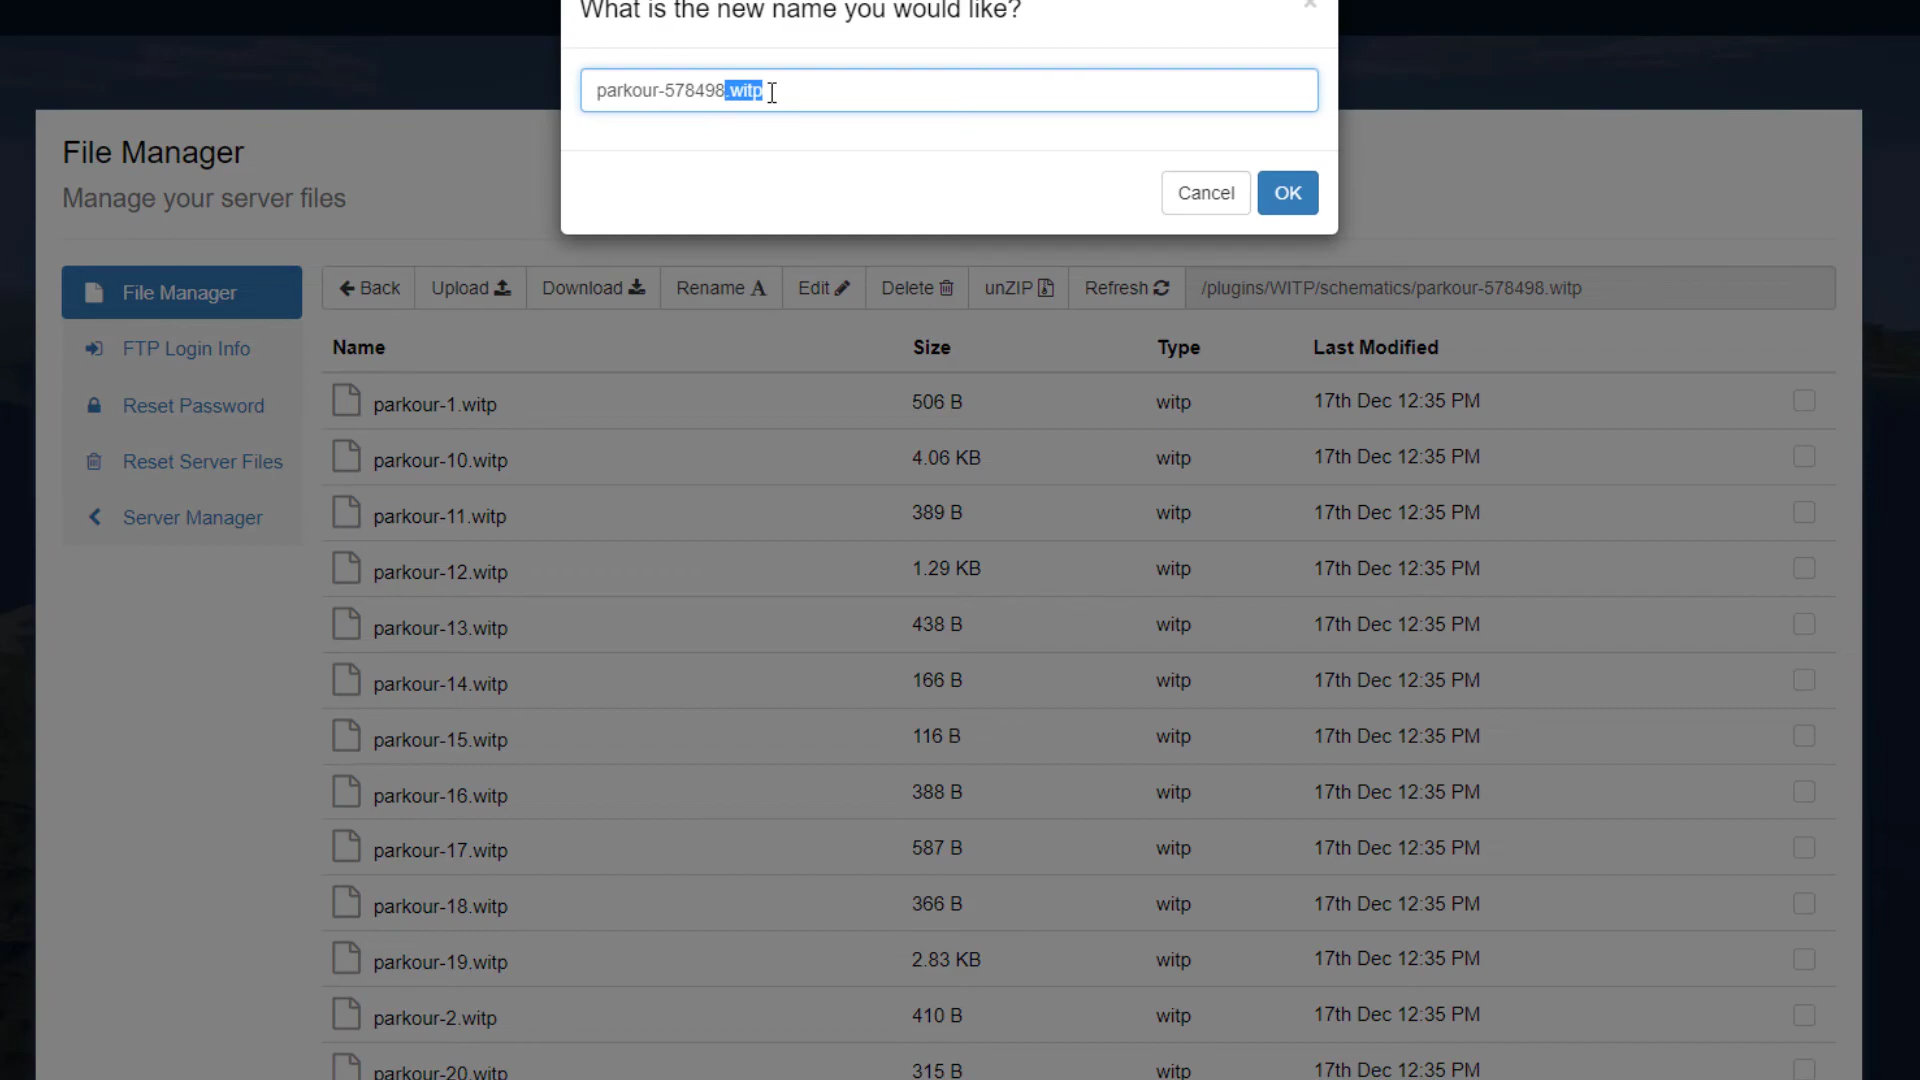 What is the new name you would like? ×
parkour-578498.witp
Cancel OK
File Manager
Manage your server files
File Manager
FTP Login Info
Reset Password
Reset Server Files
Server Manager
Back Upload Download Rename A Edit Delete unZIP Refresh /plugins/WITP/schematics/parkour-578498.witp
Name Size Type Last Modified
parkour-1.witp 506 B witp 17th Dec 12:35 PM
parkour-10.witp 4.06 KB witp 17th Dec 12:35 PM
parkour-11.witp 389 B witp 17th Dec 12:35 PM
parkour-12.witp 1.29 KB witp 17th Dec 12:35 PM
parkour-13.witp 438 B witp 17th Dec 12:35 PM
parkour-14.witp 166 B witp 17th Dec 12:35 PM
parkour-15.witp 116 B witp 17th Dec 12:35 PM
parkour-16.witp 388 B witp 17th Dec 12:35 PM
parkour-17.witp 587 B witp 17th Dec 12:35 PM
parkour-18.witp 366 B witp 17th Dec 12:35 PM
parkour-19.witp 2.83 KB witp 17th Dec 12:35 PM
parkour-2.witp 410 B witp 17th Dec 12:35 PM
parkour-20.witp 315 B witp 17th Dec 12:35 PM